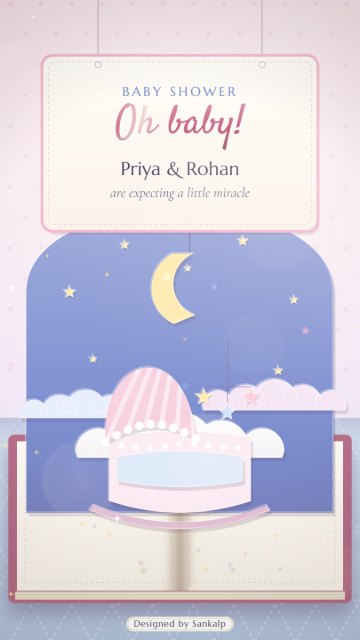 BABY SHOWER
Oh baby!
Priya & Rohan
are expecting a little miracle
Designed by Sankalp